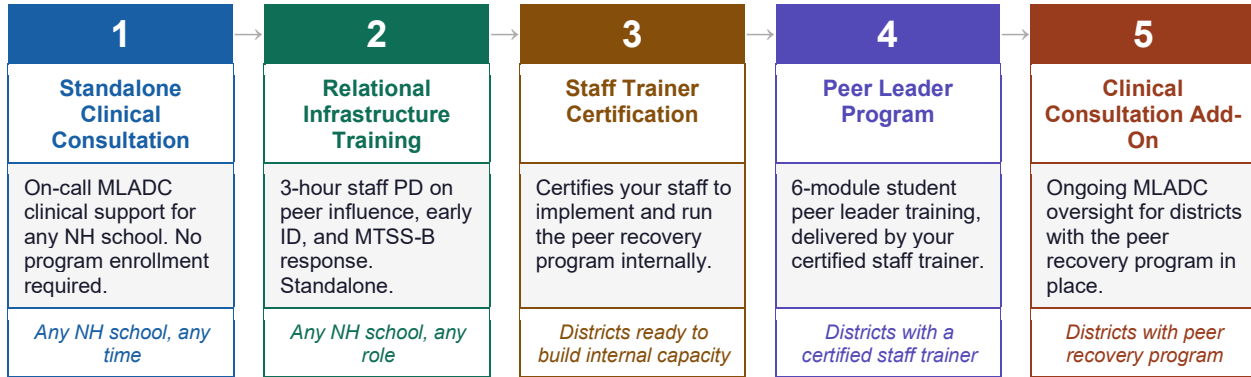 1
Standalone
Clinical
Consultation
On-call MLADC
clinical support for
any NH school. No
program enrollment
required.
Any NH school, any
time
→
2
Relational
Infrastructure
Training
3-hour staff PD on
peer influence, early
ID, and MTSS-B
response.
Standalone.
Any NH school, any
role
→
3
Staff Trainer
Certification
Certifies your staff to
implement and run
the peer recovery
program internally.
Districts ready to
build internal capacity
→
4
Peer Leader
Program
6-module student
peer leader training,
delivered by your
certified staff trainer.
Districts with a
certified staff trainer
→
5
Clinical
Consultation Add-
On
Ongoing MLADC
oversight for districts
with the peer
recovery program in
place.
Districts with peer
recovery program